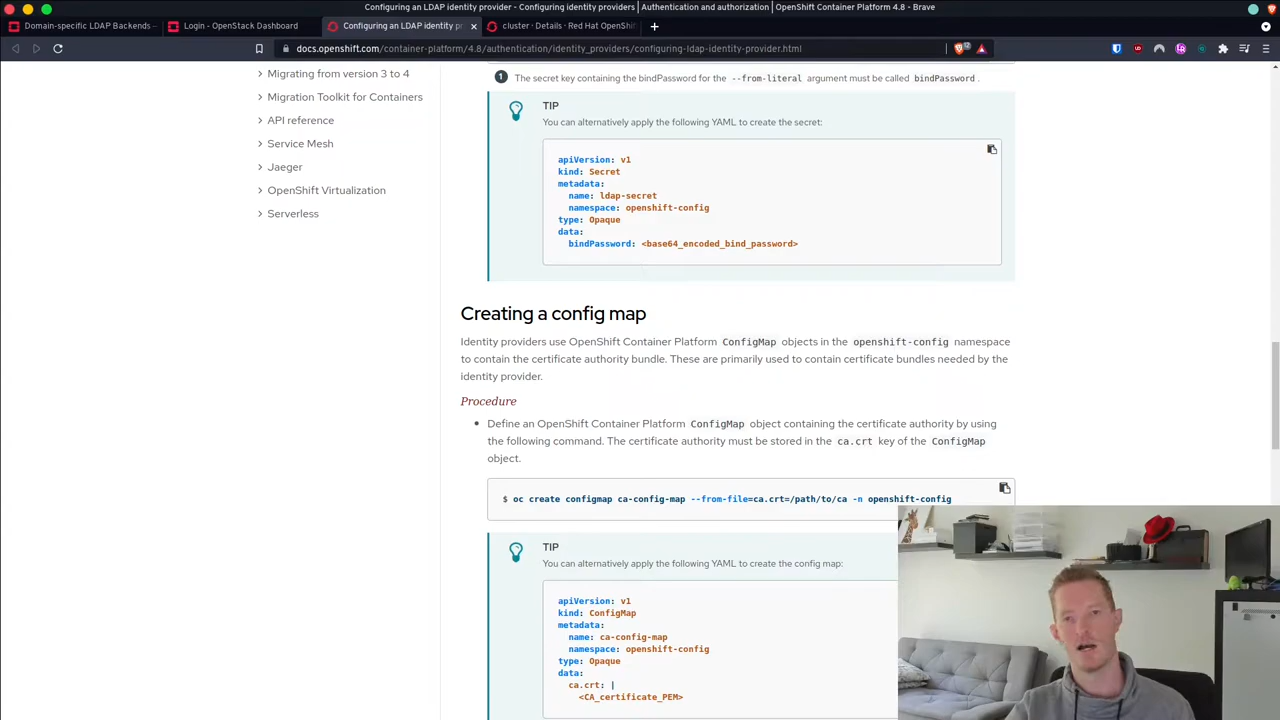 Configuring an LDAP identity provider - Configuring identity providers | Authentication and authorization | OpenShift Container Platform 4.8 - Brave
Domain-specific LDAP Backends –
Login - OpenStack Dashboard
Configuring an LDAP identity pr
cluster · Details · Red Hat OpenShif
docs.openshift.com/container-platform/4.8/authentication/identity_providers/configuring-ldap-identity-provider.html
Migrating from version 3 to 4
Migration Toolkit for Containers
API reference
Service Mesh
Jaeger
OpenShift Virtualization
Serverless
1 The secret key containing the bindPassword for the --from-literal argument must be called bindPassword.
TIP
You can alternatively apply the following YAML to create the secret:
apiVersion: v1
kind: Secret
metadata:
name: ldap-secret
namespace: openshift-config
type: Opaque
data:
bindPassword: <base64_encoded_bind_password>
Creating a config map
Identity providers use OpenShift Container Platform ConfigMap objects in the openshift-config namespace
to contain the certificate authority bundle. These are primarily used to contain certificate bundles needed by the
identity provider.
Procedure
Define an OpenShift Container Platform ConfigMap object containing the certificate authority by using
the following command. The certificate authority must be stored in the ca.crt key of the ConfigMap
object.
$ oc create configmap ca-config-map --from-file=ca.crt=/path/to/ca -n openshift-config
TIP
You can alternatively apply the following YAML to create the config map:
apiVersion: v1
kind: ConfigMap
metadata:
name: ca-config-map
namespace: openshift-config
type: Opaque
data:
ca.crt: |
<CA_certificate_PEM>